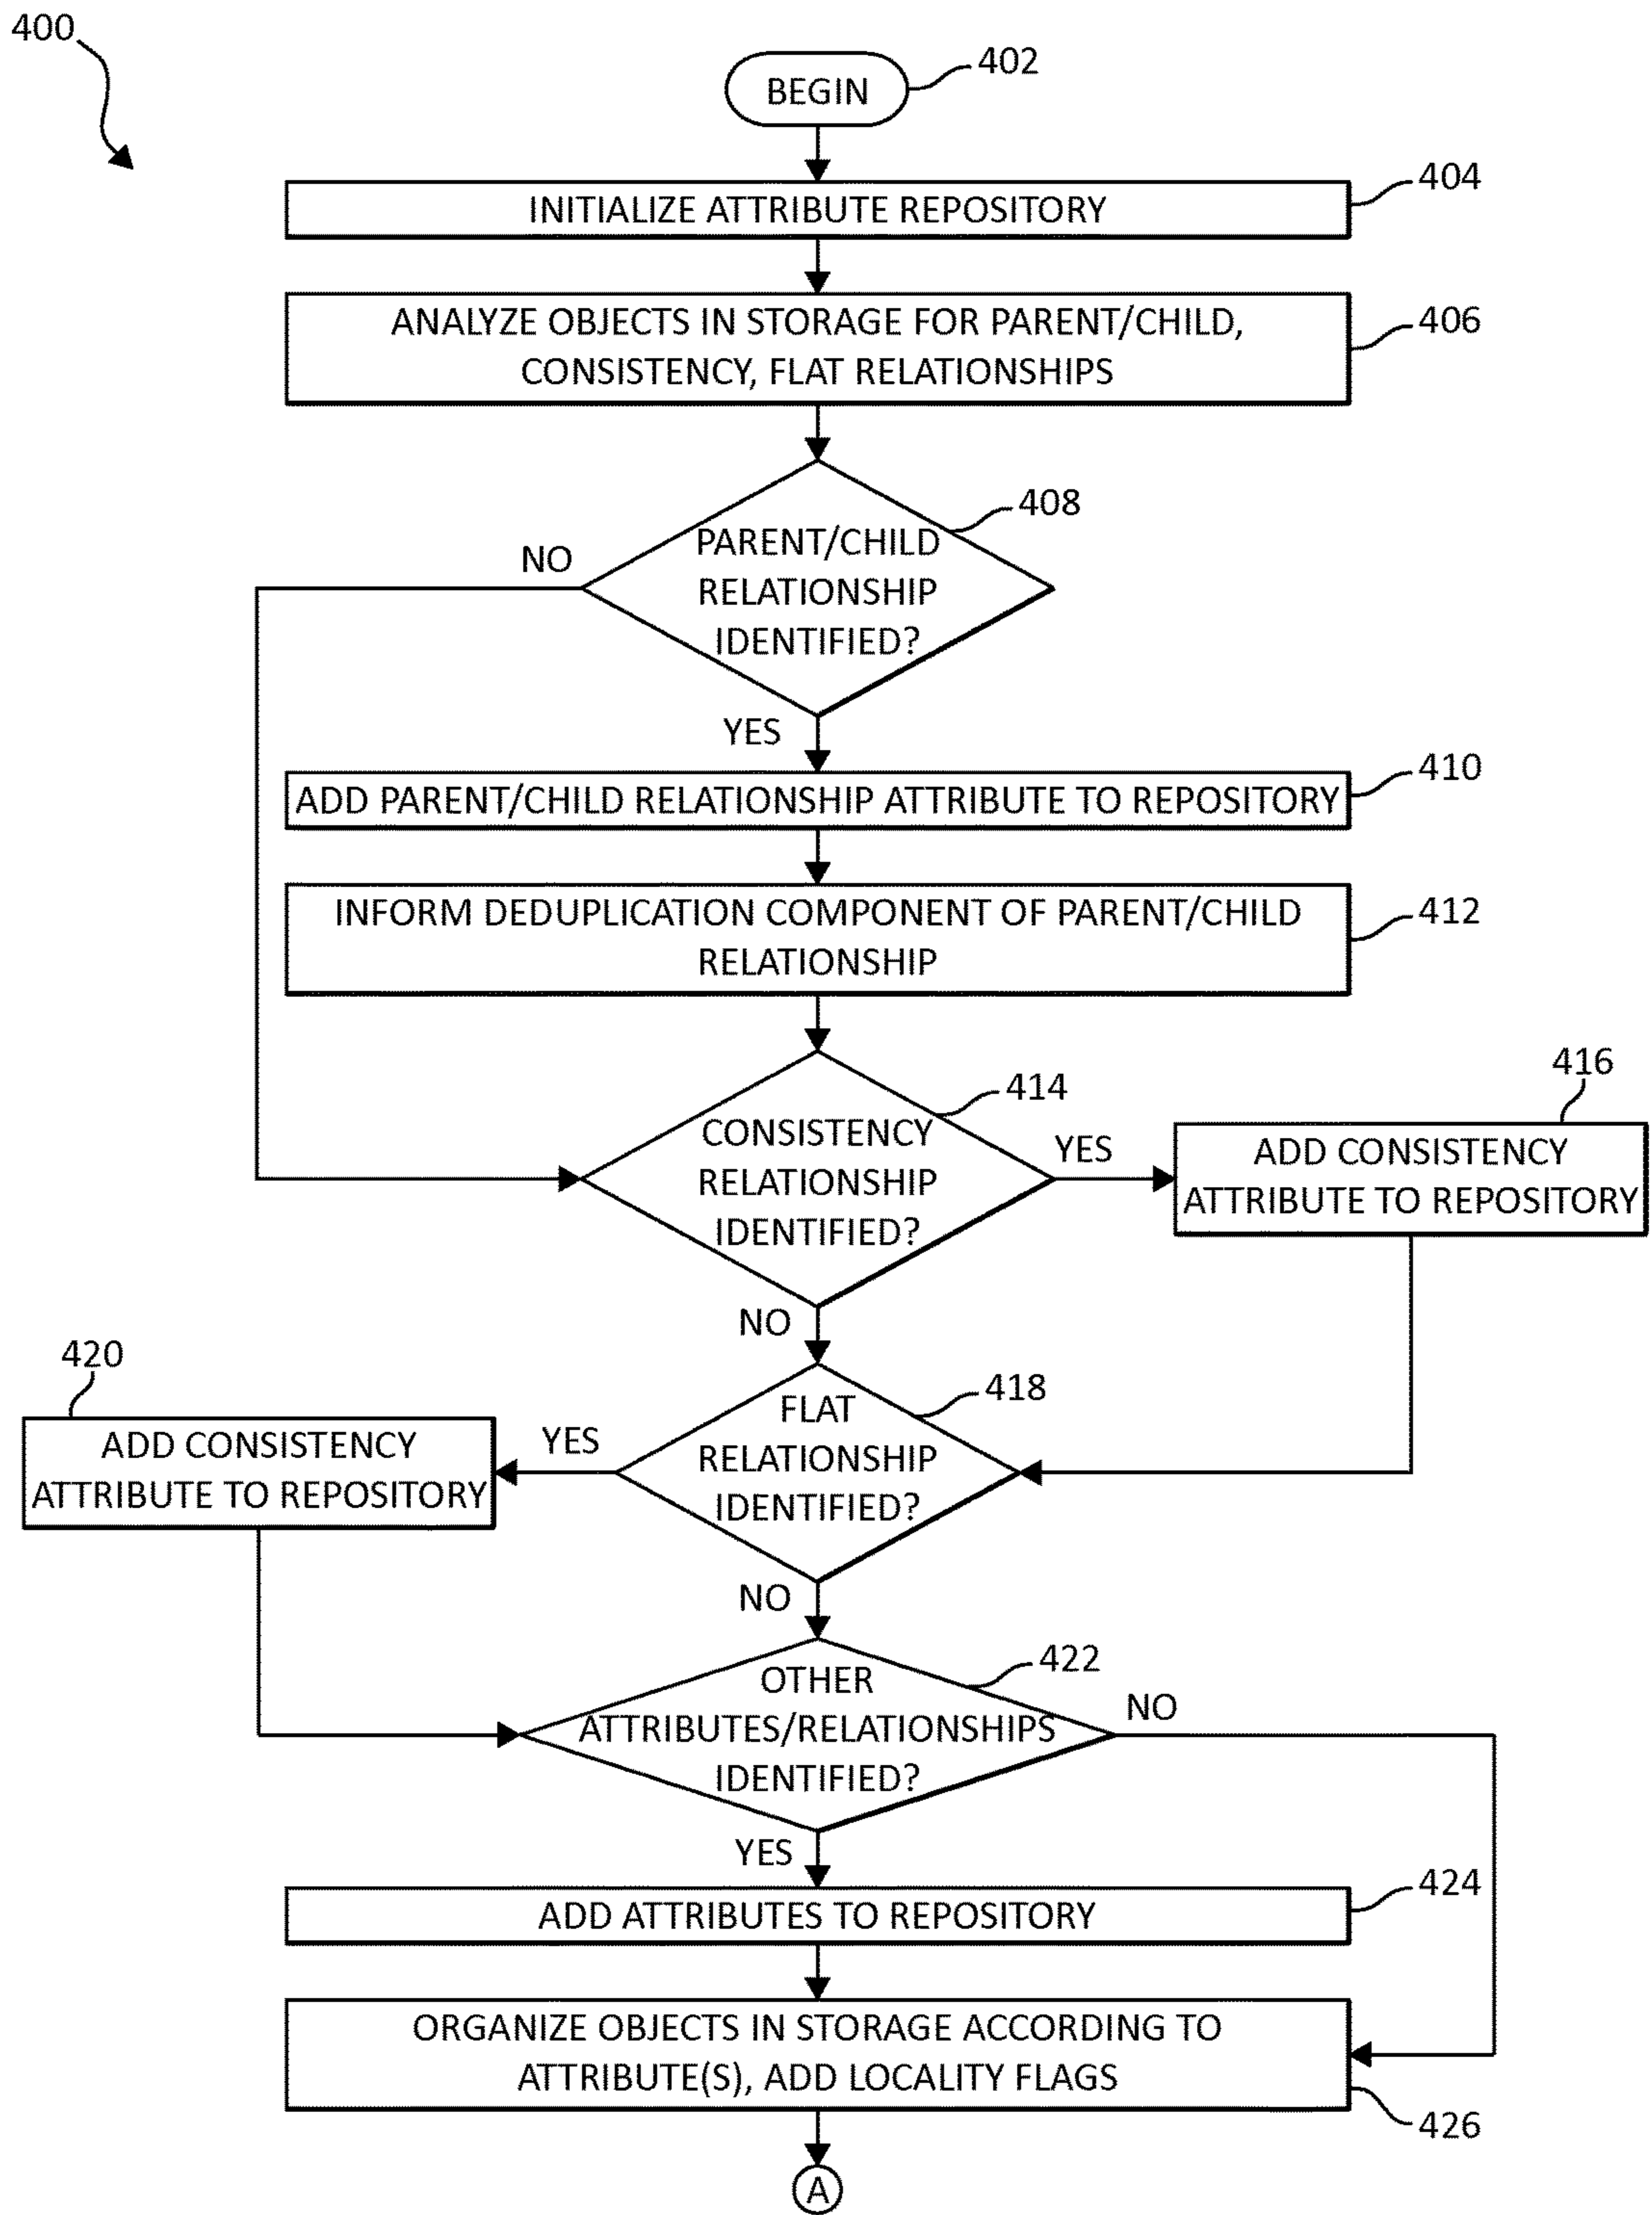 400
BEGIN
402
INITIALIZE ATTRIBUTE REPOSITORY
404
ANALYZE OBJECTS IN STORAGE FOR PARENT/CHILD,
CONSISTENCY, FLAT RELATIONSHIPS
406
PARENT/CHILD
RELATIONSHIP
IDENTIFIED?
408
NO
YES
ADD PARENT/CHILD RELATIONSHIP ATTRIBUTE TO REPOSITORY
410
INFORM DEDUPLICATION COMPONENT OF PARENT/CHILD
RELATIONSHIP
412
CONSISTENCY
RELATIONSHIP
IDENTIFIED?
414
YES
416
ADD CONSISTENCY
ATTRIBUTE TO REPOSITORY
NO
FLAT
RELATIONSHIP
IDENTIFIED?
418
YES
420
ADD CONSISTENCY
ATTRIBUTE TO REPOSITORY
NO
OTHER
ATTRIBUTES/RELATIONSHIPS
IDENTIFIED?
422
NO
YES
ADD ATTRIBUTES TO REPOSITORY
424
ORGANIZE OBJECTS IN STORAGE ACCORDING TO
ATTRIBUTE(S), ADD LOCALITY FLAGS
426
A